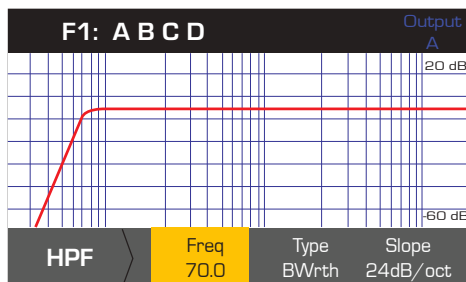 F1: A B C D
Output
A
20 dB
-60 dB
HPF
Freq
70.0
Type
BWrth
Slope
24dB/oct